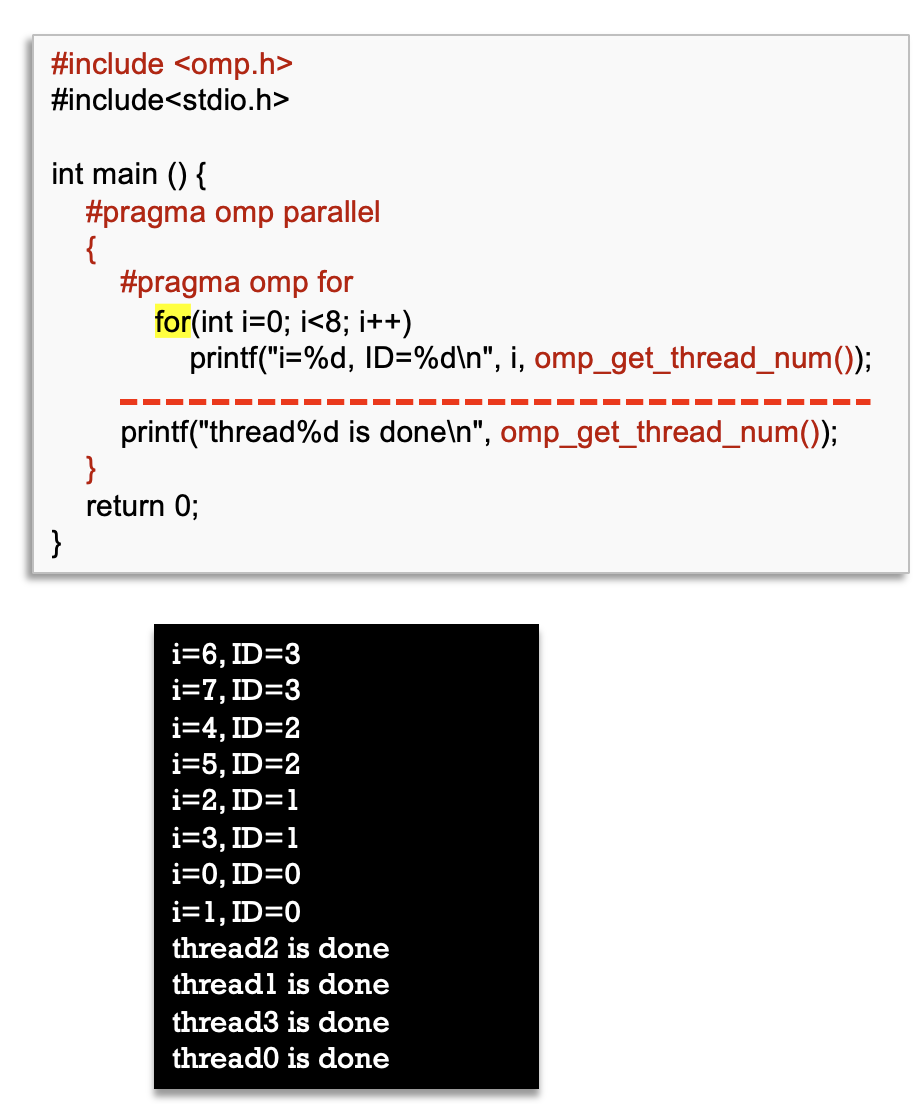 #include <omp.h>
#include<stdio.h>
int main () {
#pragma omp parallel
{
#pragma omp for
for(int i=0; i<8; i++)
printf("i=%d, ID=%d\n", i, omp_get_thread_num());
printf("thread%d is done\n", omp_get_thread_num());
}
return 0;
}
i=6, ID=3
i=7, ID=3
i=4, ID=2
i=5, ID=2
i=2, ID=1
i=3, ID=1
i=0, ID=0
i=1, ID=0
thread2 is done
thread1 is done
thread3 is done
thread0 is done